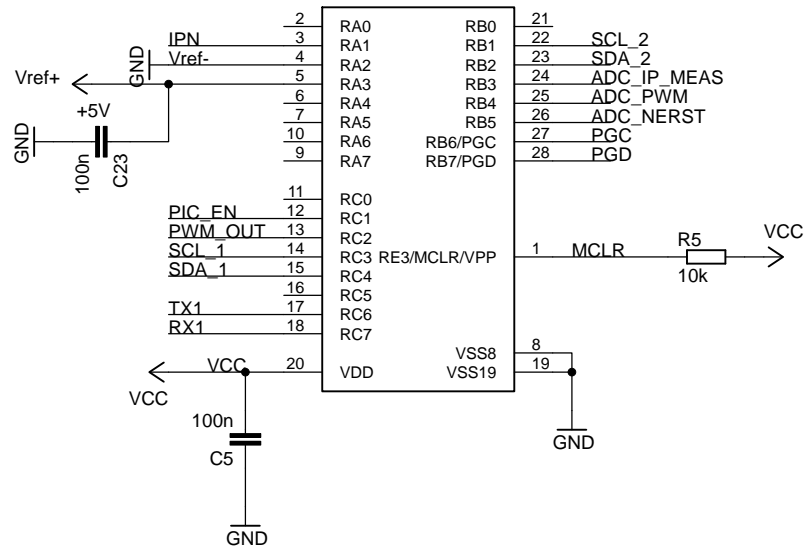 2 RA0 RB0 21
IPN 3 RA1 RB1 22 SCL_2
GND Vref- 4 RA2 RB2 23 SDA_2
Vref+ 5 RA3 RB3 24 ADC_IP_MEAS
6 RA4 RB4 25 ADC_PWM
+5V 7 RA5 RB5 26 ADC_NERST
GND 10 RA6 RB6/PGC 27 PGC
100n C23 9 RA7 RB7/PGD 28 PGD
11 RC0
PIC_EN 12 RC1
PWM_OUT 13 RC2
SCL_1 14 RC3 RE3/MCLR/VPP 1 MCLR R5 10k VCC
SDA_1 15 RC4
16 RC5
TX1 17 RC6
RX1 18 RC7
VSS8 8
VCC VCC 20 VDD VSS19 19
100n
C5 GND
GND